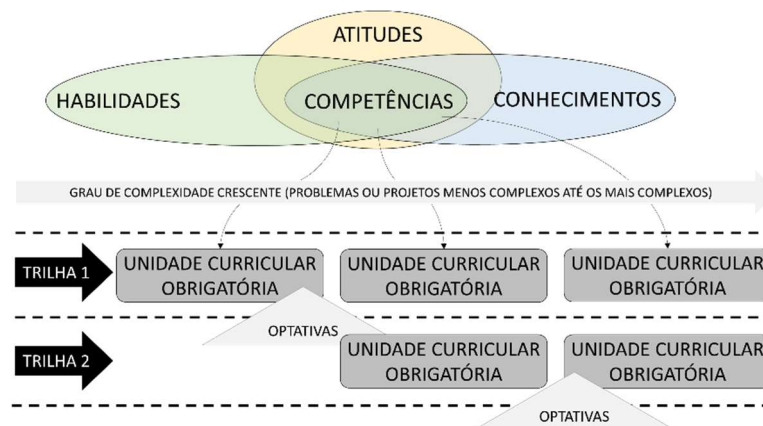 ATITUDES
HABILIDADES
COMPETÊNCIAS
CONHECIMENTOS
GRAU DE COMPLEXIDADE CRESCENTE (PROBLEMAS OU PROJETOS MENOS COMPLEXOS ATÉ OS MAIS COMPLEXOS)
TRILHA 1
UNIDADE CURRICULAR
OBRIGATÓRIA
UNIDADE CURRICULAR
OBRIGATÓRIA
UNIDADE CURRICULAR
OBRIGATÓRIA
OPTATIVAS
TRILHA 2
UNIDADE CURRICULAR
OBRIGATÓRIA
UNIDADE CURRICULAR
OBRIGATÓRIA
OPTATIVAS